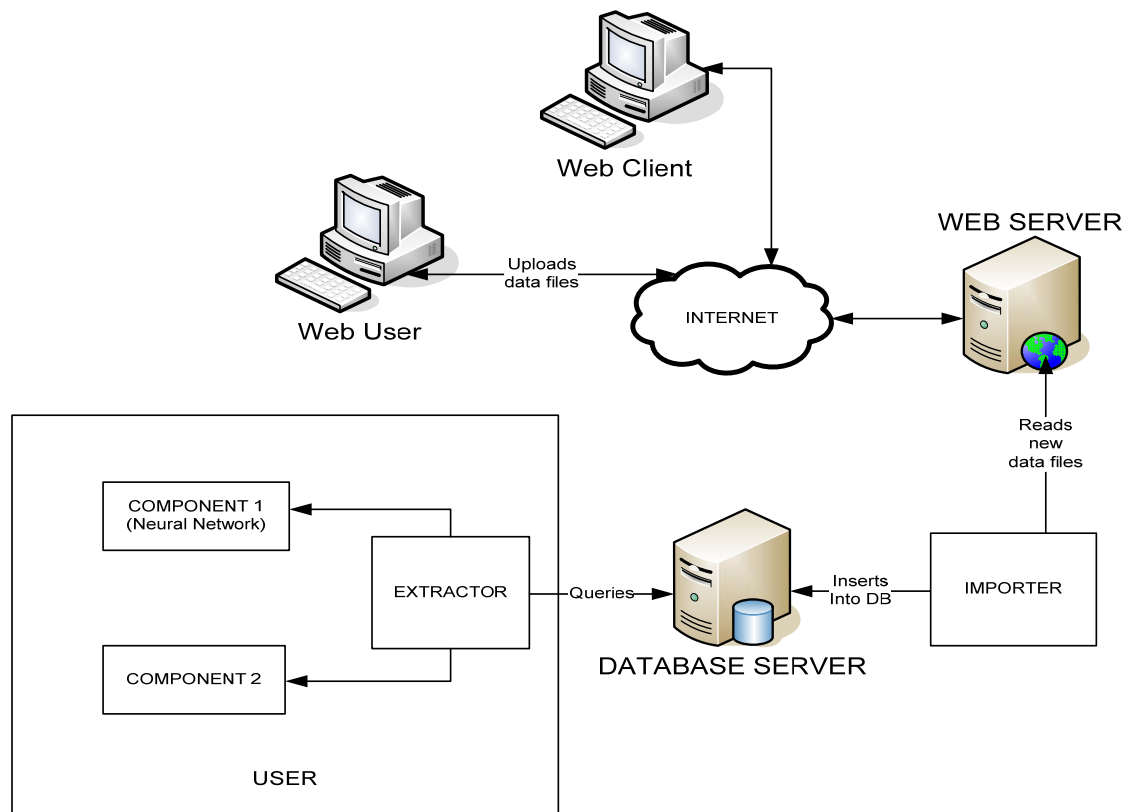 Web Client
WEB SERVER
Uploads
data files
INTERNET
Web User
Reads
new
data files
COMPONENT 1
(Neural Network)
EXTRACTOR
Queries
Inserts
Into DB
IMPORTER
DATABASE SERVER
COMPONENT 2
USER